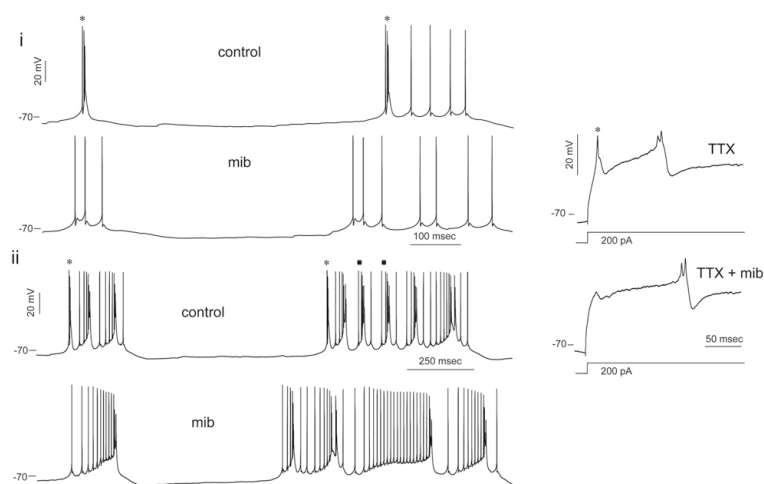 i
*
*
control
20 mV
-70
mib
-70
100 msec
ii
*
*
■
■
control
20 mV
-70
250 msec
mib
-70
*
TTX
20 mV
-70
200 pA
TTX + mib
-70
50 msec
200 pA